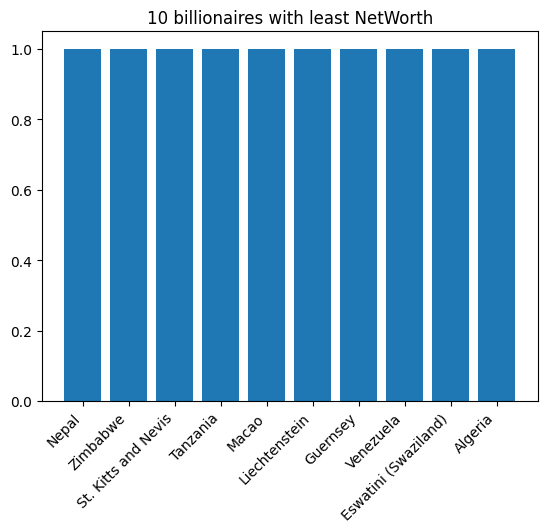 10 billionaires with least NetWorth
1.0
0.8
0.6
0.4
0.2
0.0
Nepal
Zimbabwe
St. Kitts and Nevis
Tanzania
Macao
Liechtenstein
Guernsey
Venezuela
Eswatini (Swaziland)
Algeria